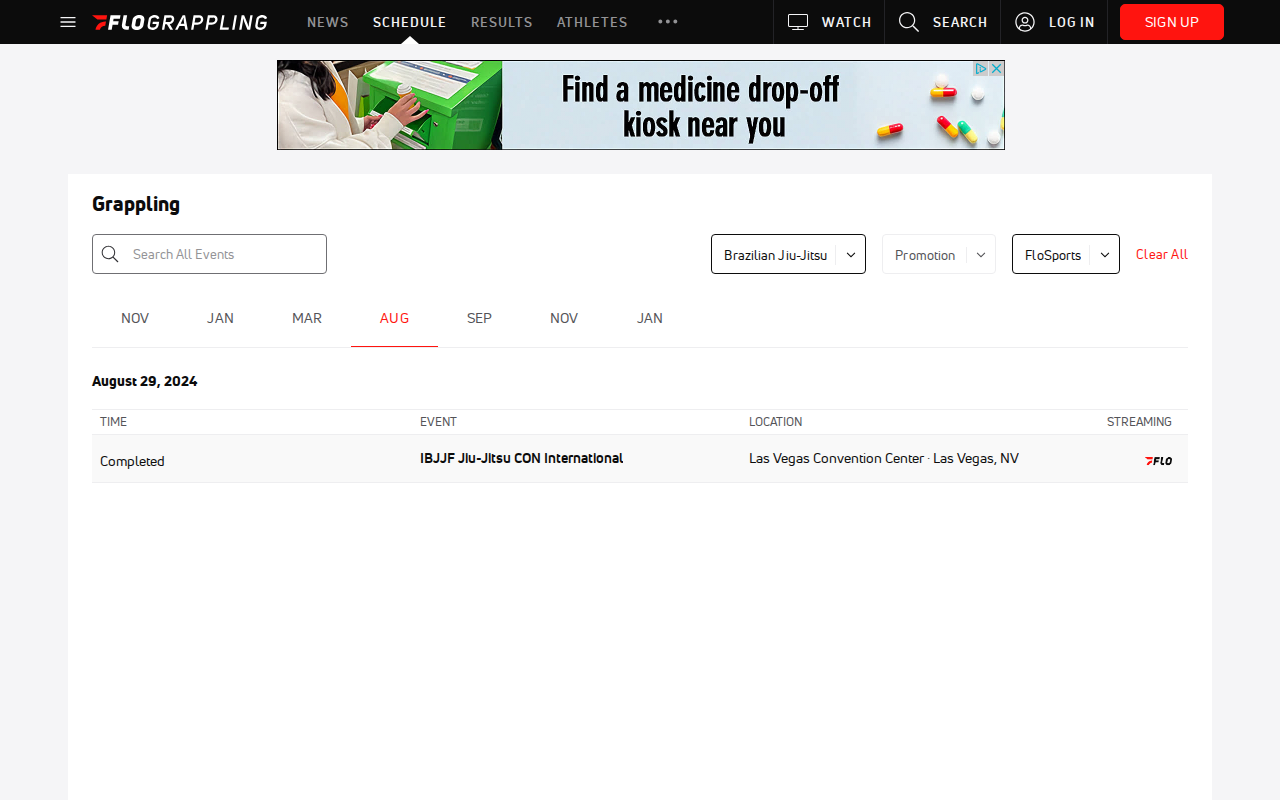 FLOGRAPPLING NEWS SCHEDULE RESULTS ATHLETES WATCH SEARCH LOG IN SIGN UP
Find a medicine drop-off
kiosk near you
Grappling
Search All Events Brazilian Jiu-Jitsu Promotion FloSports Clear All
NOV JAN MAR AUG SEP NOV JAN
August 29, 2024
TIME EVENT LOCATION STREAMING
Completed IBJJF Jiu-Jitsu CON International Las Vegas Convention Center · Las Vegas, NV FLO